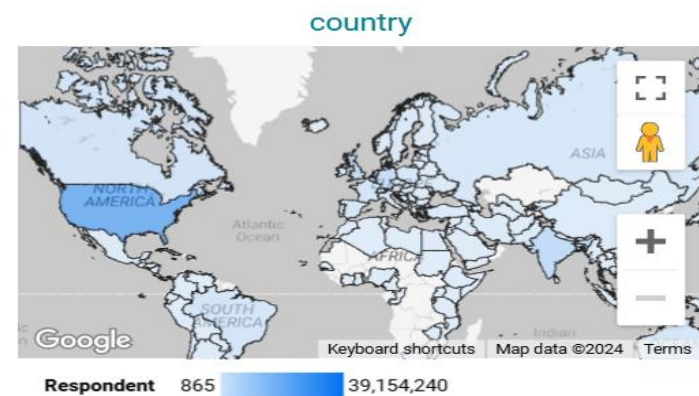 country
ASIA
NORTH
AMERICA
Atlantic
Ocean
AFRICA
SOUTH
AMERICA
Indian
Google
Keyboard shortcuts
Map data ©2024
Terms
Respondent 865 39,154,240